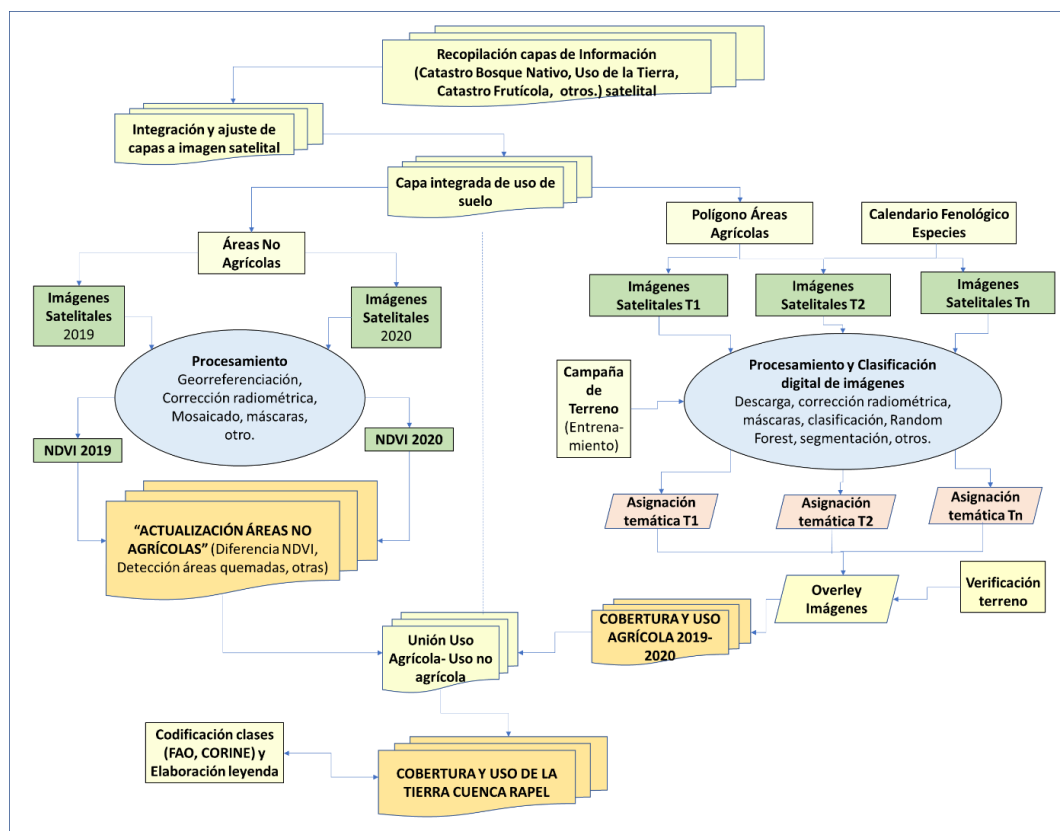 Recopilación capas de Información
(Catastro Bosque Nativo, Uso de la Tierra,
Catastro Frutícola, otros.) satelital
Integración y ajuste de
capas a imagen satelital
Capa integrada de uso de
suelo
Áreas No
Agrícolas
Polígono Áreas
Agrícolas
Calendario Fenológico
Especies
Imágenes
Satelitales
2019
Imágenes
Satelitales
2020
Imágenes
Satelitales T1
Imágenes
Satelitales T2
Imágenes
Satelitales Tn
Procesamiento
Georreferenciación,
Corrección radiométrica,
Mosaicado, máscaras,
otro.
Campaña
de
Terreno
(Entrena-
miento)
Procesamiento y Clasificación
digital de imágenes
Descarga, corrección radiométrica,
máscaras, clasificación, Random
Forest, segmentación, otros.
NDVI 2019
NDVI 2020
“ACTUALIZACIÓN ÁREAS NO
AGRÍCOLAS” (Diferencia NDVI,
Detección áreas quemadas, otras)
Asignación
temática T1
Asignación
temática T2
Asignación
temática Tn
Overley
Imágenes
Verificación
terreno
COBERTURA Y USO
AGRÍCOLA 2019-
2020
Unión Uso
Agrícola- Uso no
agrícola
Codificación clases
(FAO, CORINE) y
Elaboración leyenda
COBERTURA Y USO DE LA
TIERRA CUENCA RAPEL